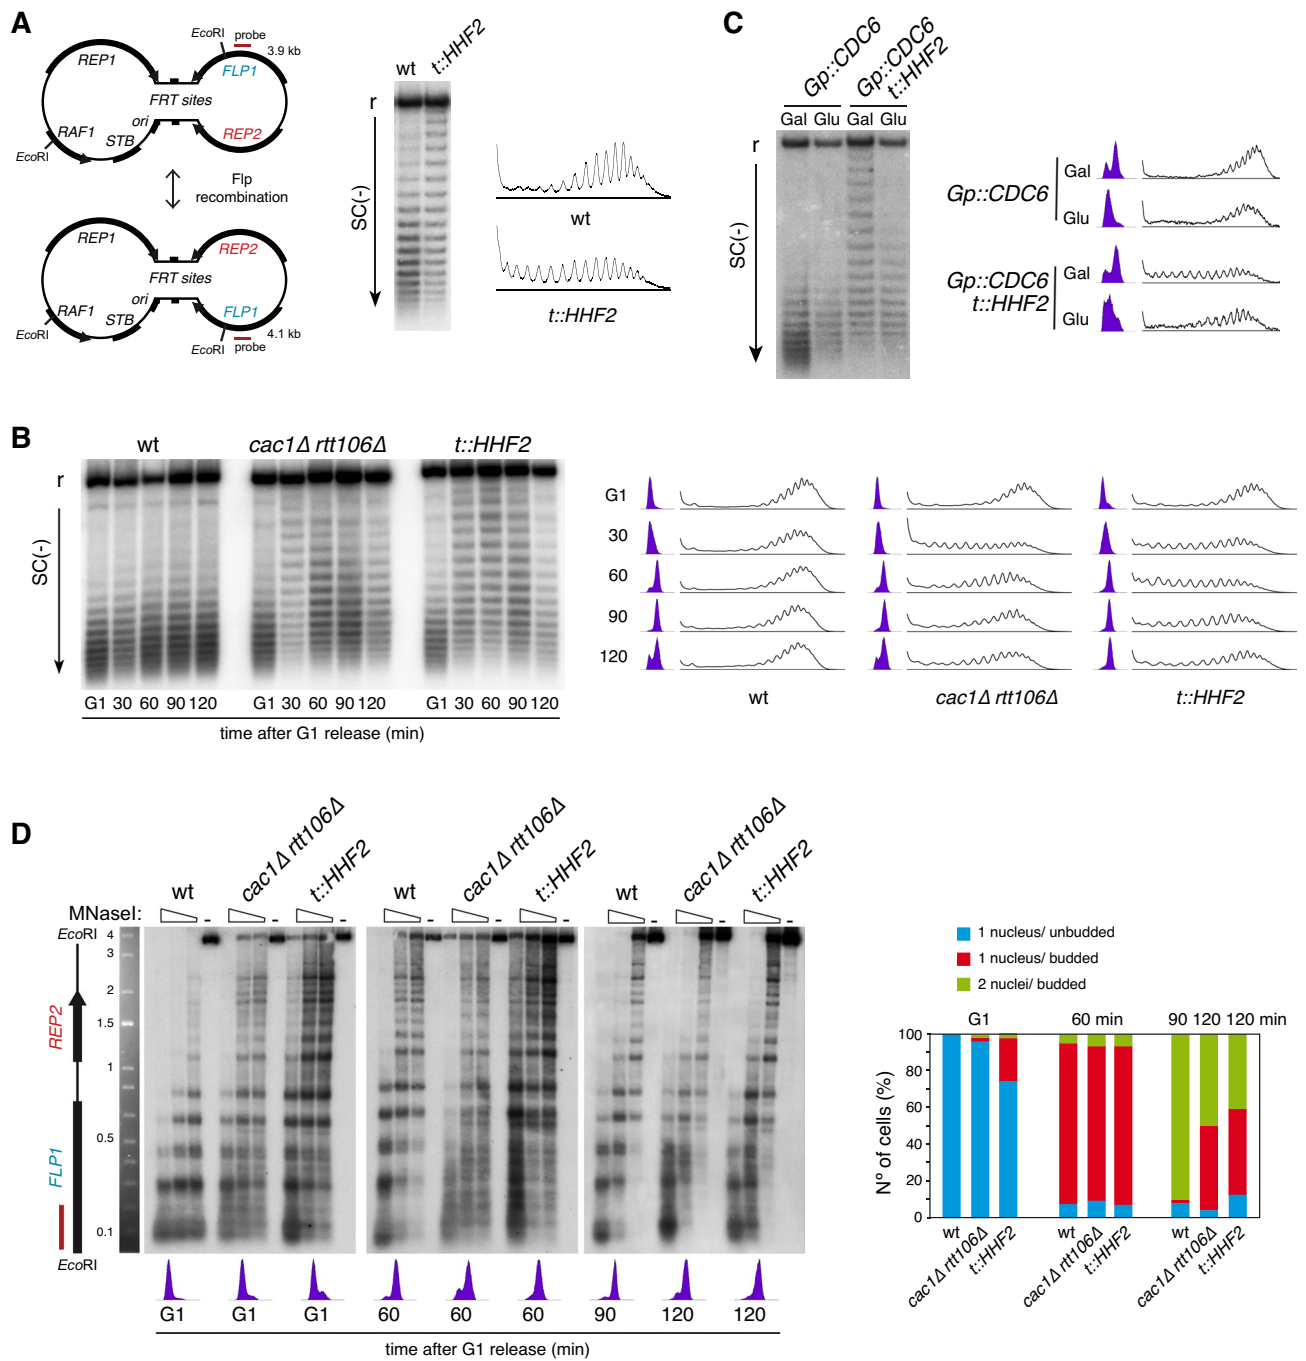 A
EcoRI
probe
3.9 kb
REP1
FLP1
FRT sites
RAF1
ori
STB
REP2
EcoRI
Flp
recombination
REP1
REP2
FRT sites
RAF1
ori
STB
FLP1
EcoRI
EcoRI
4.1 kb
probe
wt
t::HHF2
r
SC(-)
wt
t::HHF2
C
Gp::CDC6
Gp::CDC6
t::HHF2
Gal Glu Gal Glu
r
SC(-)
Gp::CDC6
Gal
Glu
Gp::CDC6
t::HHF2
Gal
Glu
B
wt
cac1Δ rtt106Δ
t::HHF2
r
SC(-)
G1 30 60 90 120
G1 30 60 90 120
G1 30 60 90 120
time after G1 release (min)
G1
30
60
90
120
wt
cac1Δ rtt106Δ
t::HHF2
D
wt
cac1Δ rtt106Δ
t::HHF2
wt
cac1Δ rtt106Δ
t::HHF2
wt
cac1Δ rtt106Δ
t::HHF2
MNaseI:
- - - - - - - - -
EcoRI
REP2
FLP1
EcoRI
4
3
2
1.5
1
0.5
0.1
G1 G1 G1 60 60 60 90 120 120
time after G1 release (min)
1 nucleus/ unbudded
1 nucleus/ budded
2 nuclei/ budded
G1
60 min
90 120 120 min
Nº of cells (%)
100
80
60
40
20
0
wt
cac1Δ rtt106Δ
t::HHF2
wt
cac1Δ rtt106Δ
t::HHF2
wt
cac1Δ rtt106Δ
t::HHF2